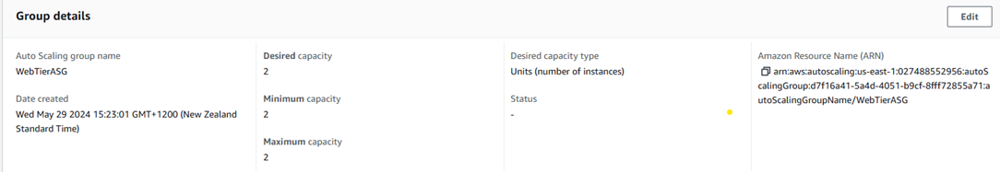 Group details
Edit
Auto Scaling group name
WebTierASG
Date created
Wed May 29 2024 15:23:01 GMT+1200 (New Zealand
Standard Time)
Desired capacity
2
Minimum capacity
2
Maximum capacity
2
Desired capacity type
Units (number of instances)
Status
-
Amazon Resource Name (ARN)
arn:aws:autoscaling:us-east-1:027488552956:autoS
calingGroup:d7f16a41-5a4d-4051-b9cf-8fff72855a71:a
utoScalingGroupName/WebTierASG